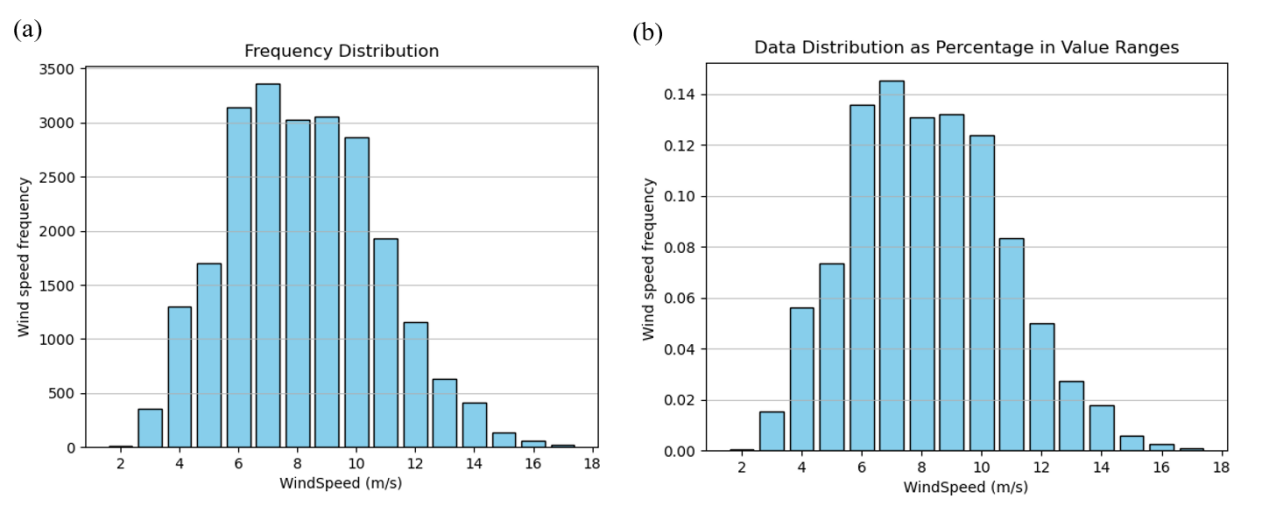 (a)
Frequency Distribution
3500
3000
2500
2000
1500
1000
500
0
Wind speed frequency
2 4 6 8 10 12 14 16 18
WindSpeed (m/s)
(b)
Data Distribution as Percentage in Value Ranges
0.14
0.12
0.10
0.08
0.06
0.04
0.02
0.00
Wind speed frequency
2 4 6 8 10 12 14 16 18
WindSpeed (m/s)